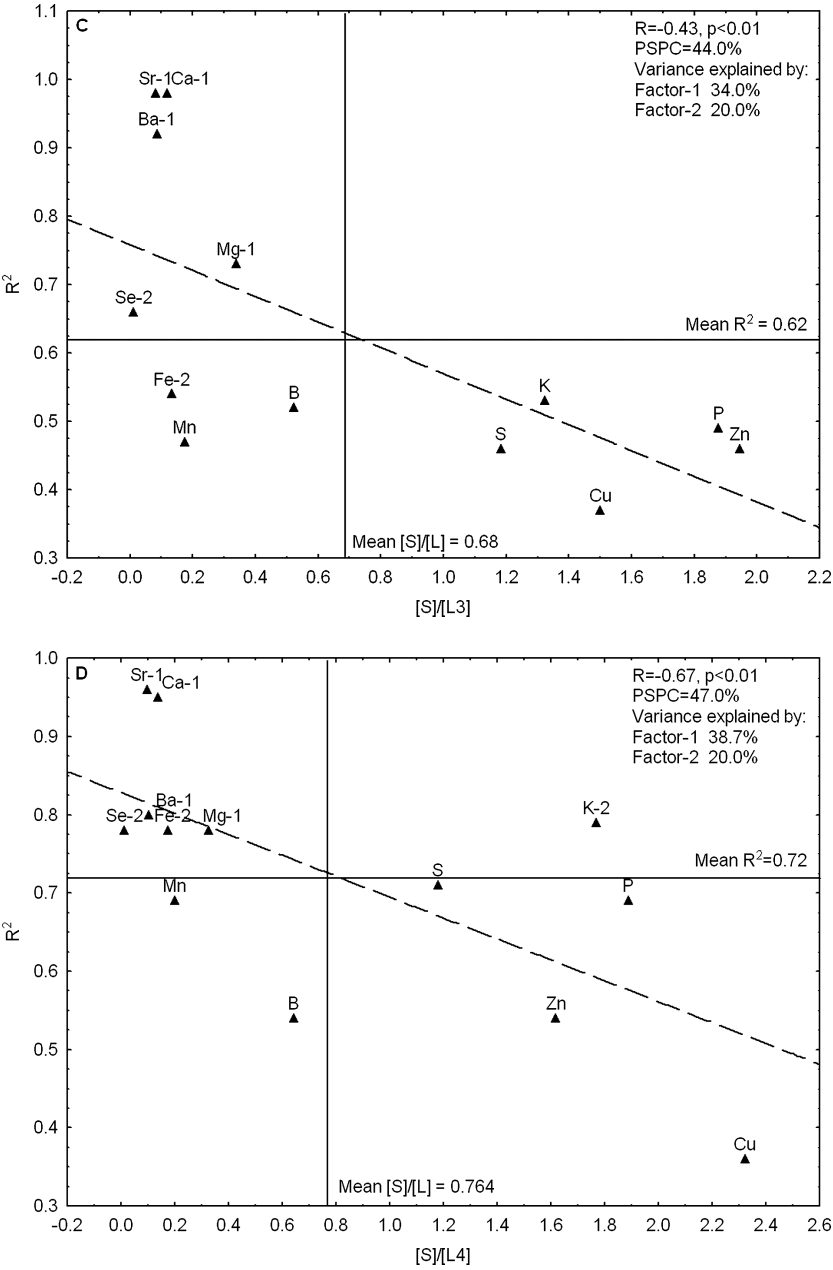 C
R=-0.43, p<0.01
PSPC=44.0%
Variance explained by:
Factor-1 34.0%
Factor-2 20.0%
1.1
1.0
0.9
0.8
0.7
0.6
0.5
0.4
0.3
R²
Sr-1 Ca-1
Ba-1
Mg-1
Se-2
Mean R² = 0.62
Fe-2
B
K
Mn
S
P
Zn
Cu
Mean [S]/[L] = 0.68
-0.2 0.0 0.2 0.4 0.6 0.8 1.0 1.2 1.4 1.6 1.8 2.0 2.2
[S]/[L3]
D
R=-0.67, p<0.01
PSPC=47.0%
Variance explained by:
Factor-1 38.7%
Factor-2 20.0%
1.0
0.9
0.8
0.7
0.6
0.5
0.4
0.3
R²
Sr-1
Ca-1
Ba-1
Se-2 Fe-2 Mg-1
K-2
Mean R²=0.72
S
Mn
P
B
Zn
Cu
Mean [S]/[L] = 0.764
-0.2 0.0 0.2 0.4 0.6 0.8 1.0 1.2 1.4 1.6 1.8 2.0 2.2 2.4 2.6
[S]/[L4]